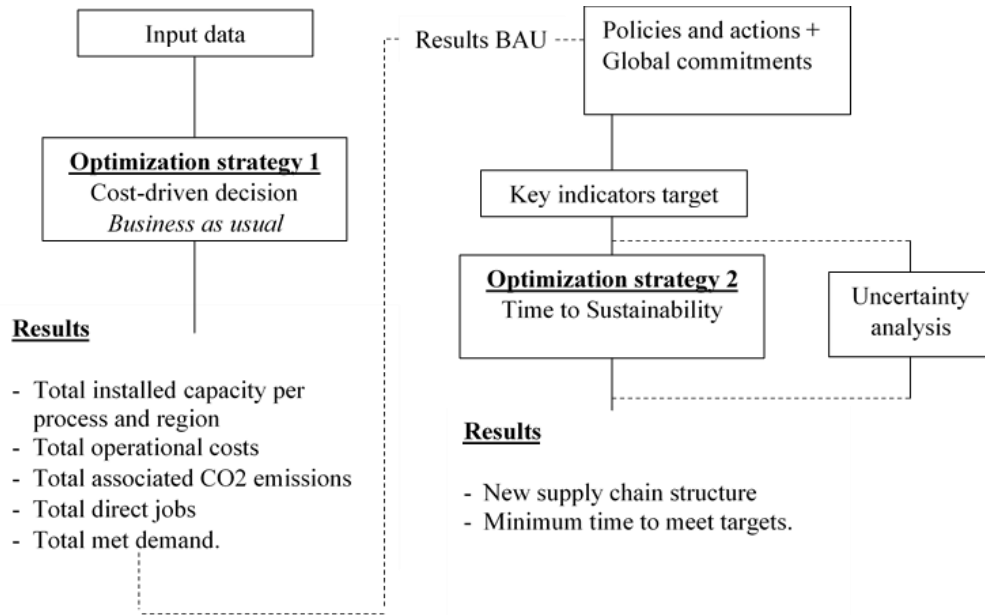 Input data
Optimization strategy 1
Cost-driven decision
Business as usual
Results
- Total installed capacity per
process and region
- Total operational costs
- Total associated CO2 emissions
- Total direct jobs
- Total met demand.
Results BAU
Policies and actions +
Global commitments
Key indicators target
Optimization strategy 2
Time to Sustainability
Uncertainty
analysis
Results
- New supply chain structure
- Minimum time to meet targets.